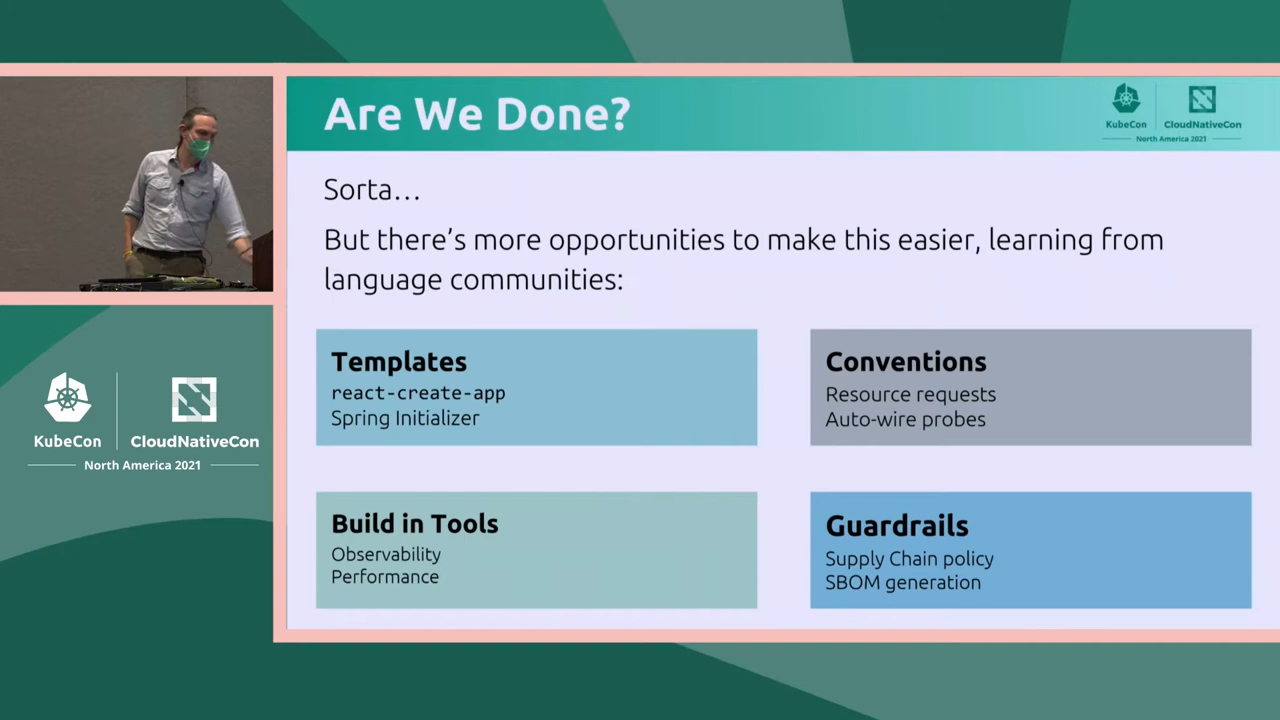 Are We Done?
KubeCon
CloudNativeCon
North America 2021
Sorta…
But there's more opportunities to make this easier, learning from
language communities:
Templates
react-create-app
Spring Initializer
Conventions
Resource requests
Auto-wire probes
Build in Tools
Observability
Performance
Guardrails
Supply Chain policy
SBOM generation
KubeCon
CloudNativeCon
North America 2021